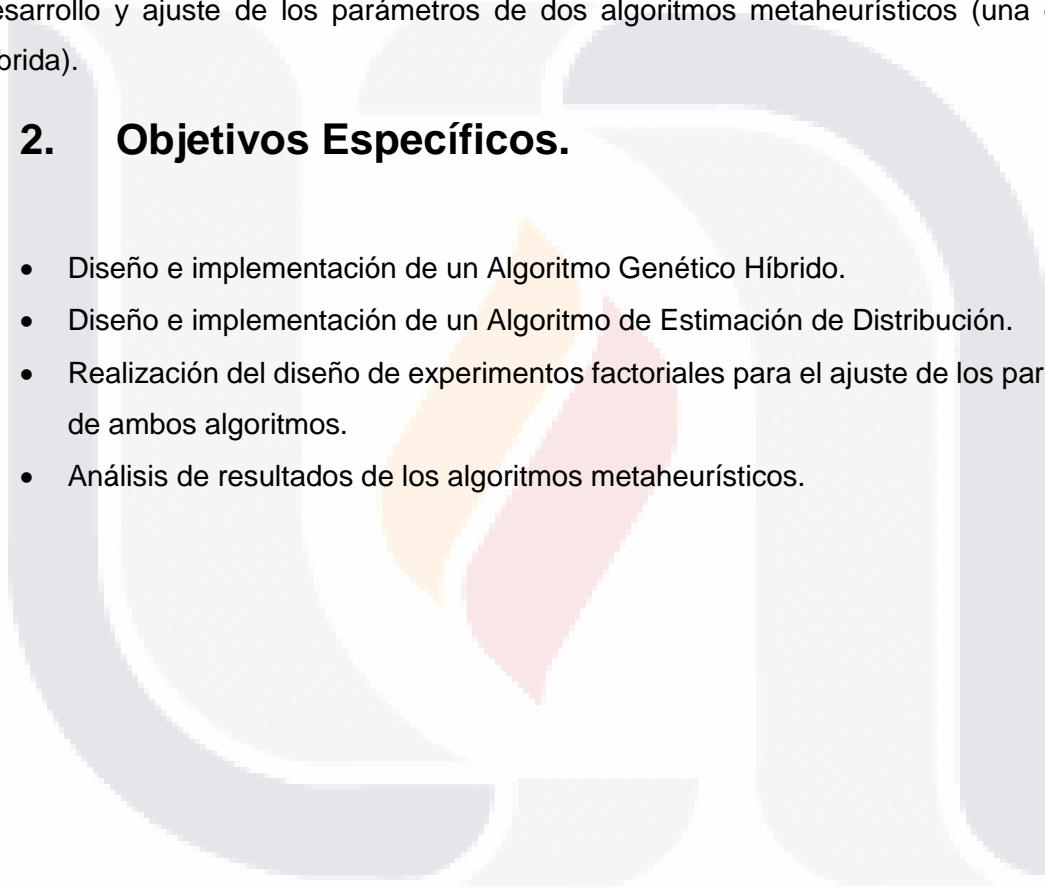 desarrollo y ajuste de los parámetros de dos algoritmos metaheurísticos (una
2. Objetivos Específicos.
• Diseño e implementación de un Algoritmo Genético Híbrido.
• Diseño e implementación de un Algoritmo de Estimación de Distribución.
• Realización del diseño de experimentos factoriales para el ajuste de los
de ambos algoritmos.
• Análisis de resultados de los algoritmos metaheurísticos.